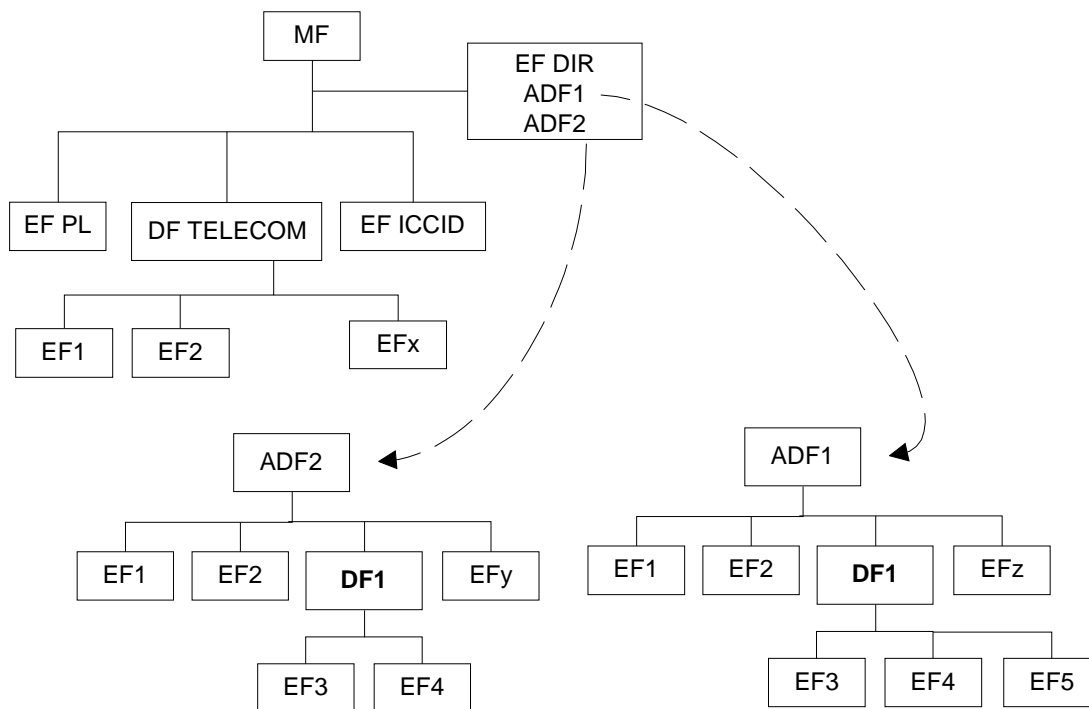 MF
EF DIR
ADF1
ADF2
EF PL
DF TELECOM
EF ICCID
EF1
EF2
EFx
ADF2
ADF1
EF1
EF2
DF1
EFy
EF1
EF2
DF1
EFz
EF3
EF4
EF3
EF4
EF5